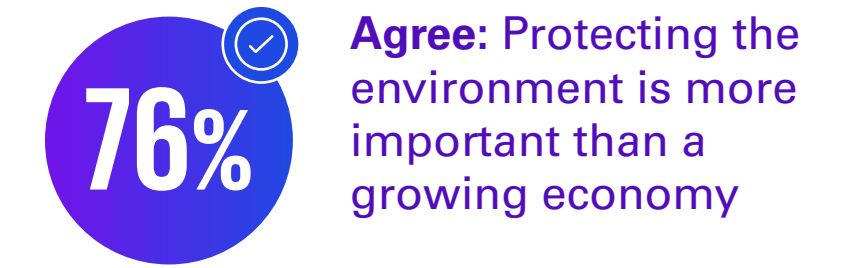 76%
Agree: Protecting the
environment is more
important than a
growing economy